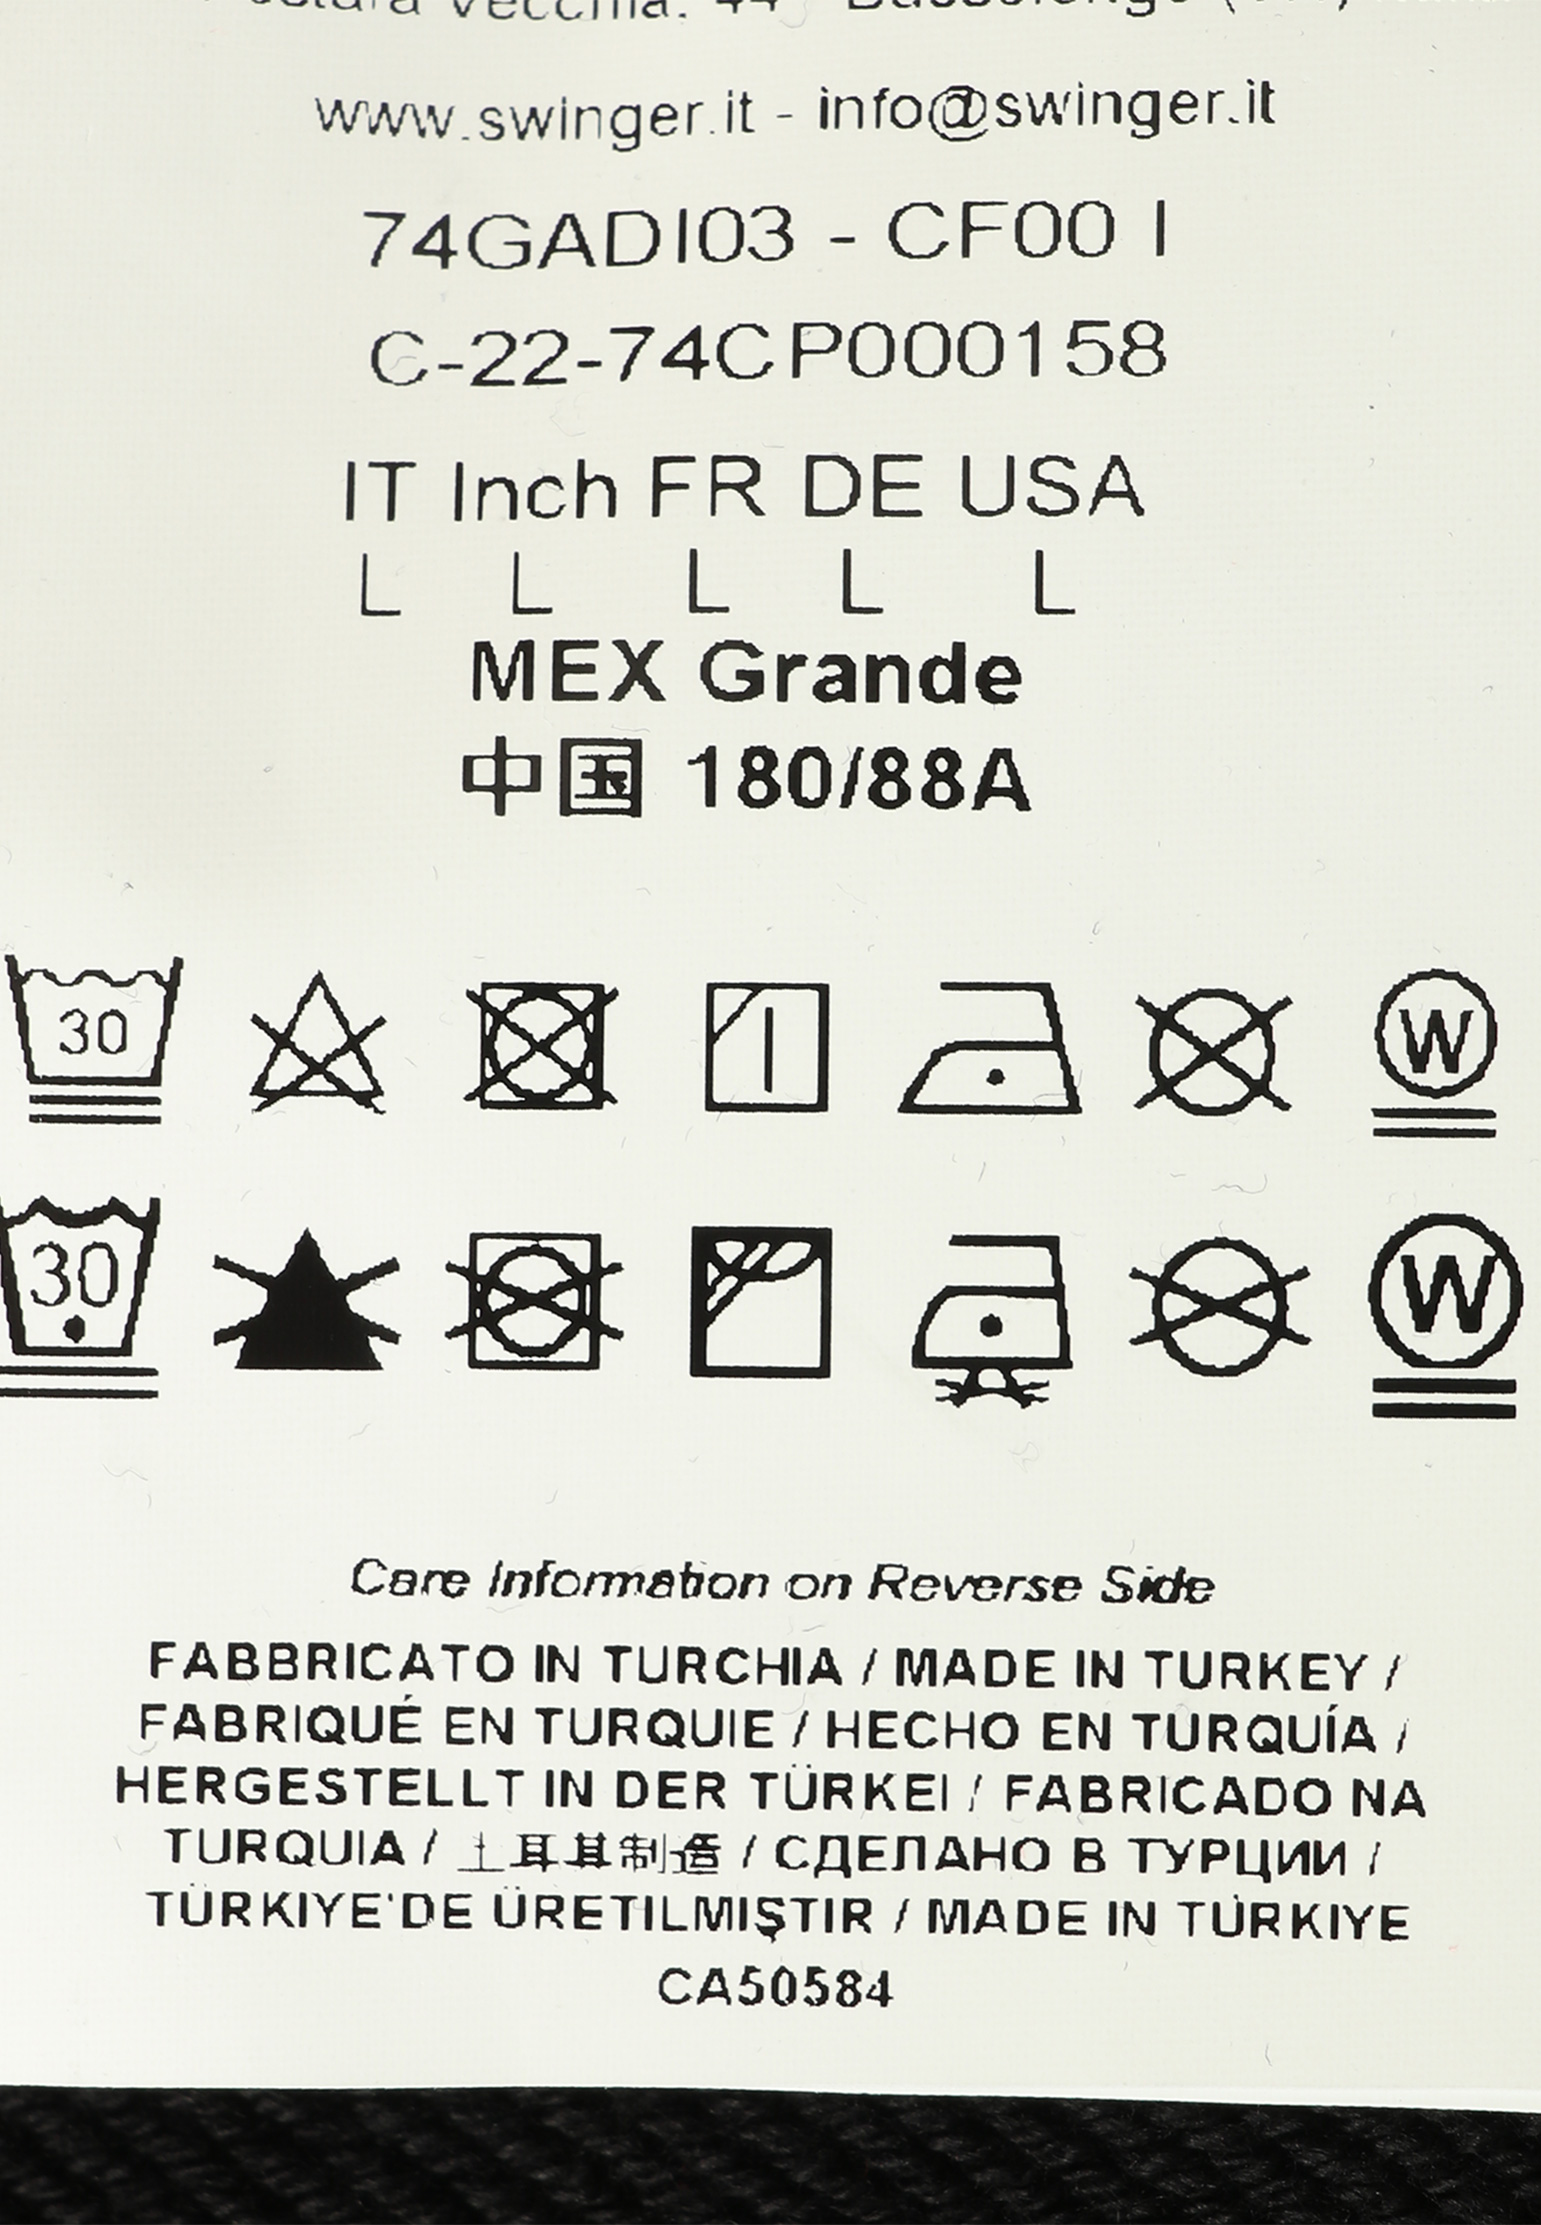 Vecchia. 44
www.swinger.it - info@swinger.it
74GADI03 - CF00 I
C-22-74CP000158
IT Inch FR DE USA
L L L L L
MEX Grande
中国 180/88A
30 W
30 W
Care Information on Reverse Side
FABBRICATO IN TURCHIA / MADE IN TURKEY /
FABRIQUÉ EN TURQUIE / HECHO EN TURQUÍA /
HERGESTELLT IN DER TÜRKEI / FABRICADO NA
TURQUIA / 土耳其制造 / СДЕЛАНО В ТУРЦИИ /
TÜRKIYE'DE ÜRETILMIŞTIR / MADE IN TÜRKIYE
CA50584